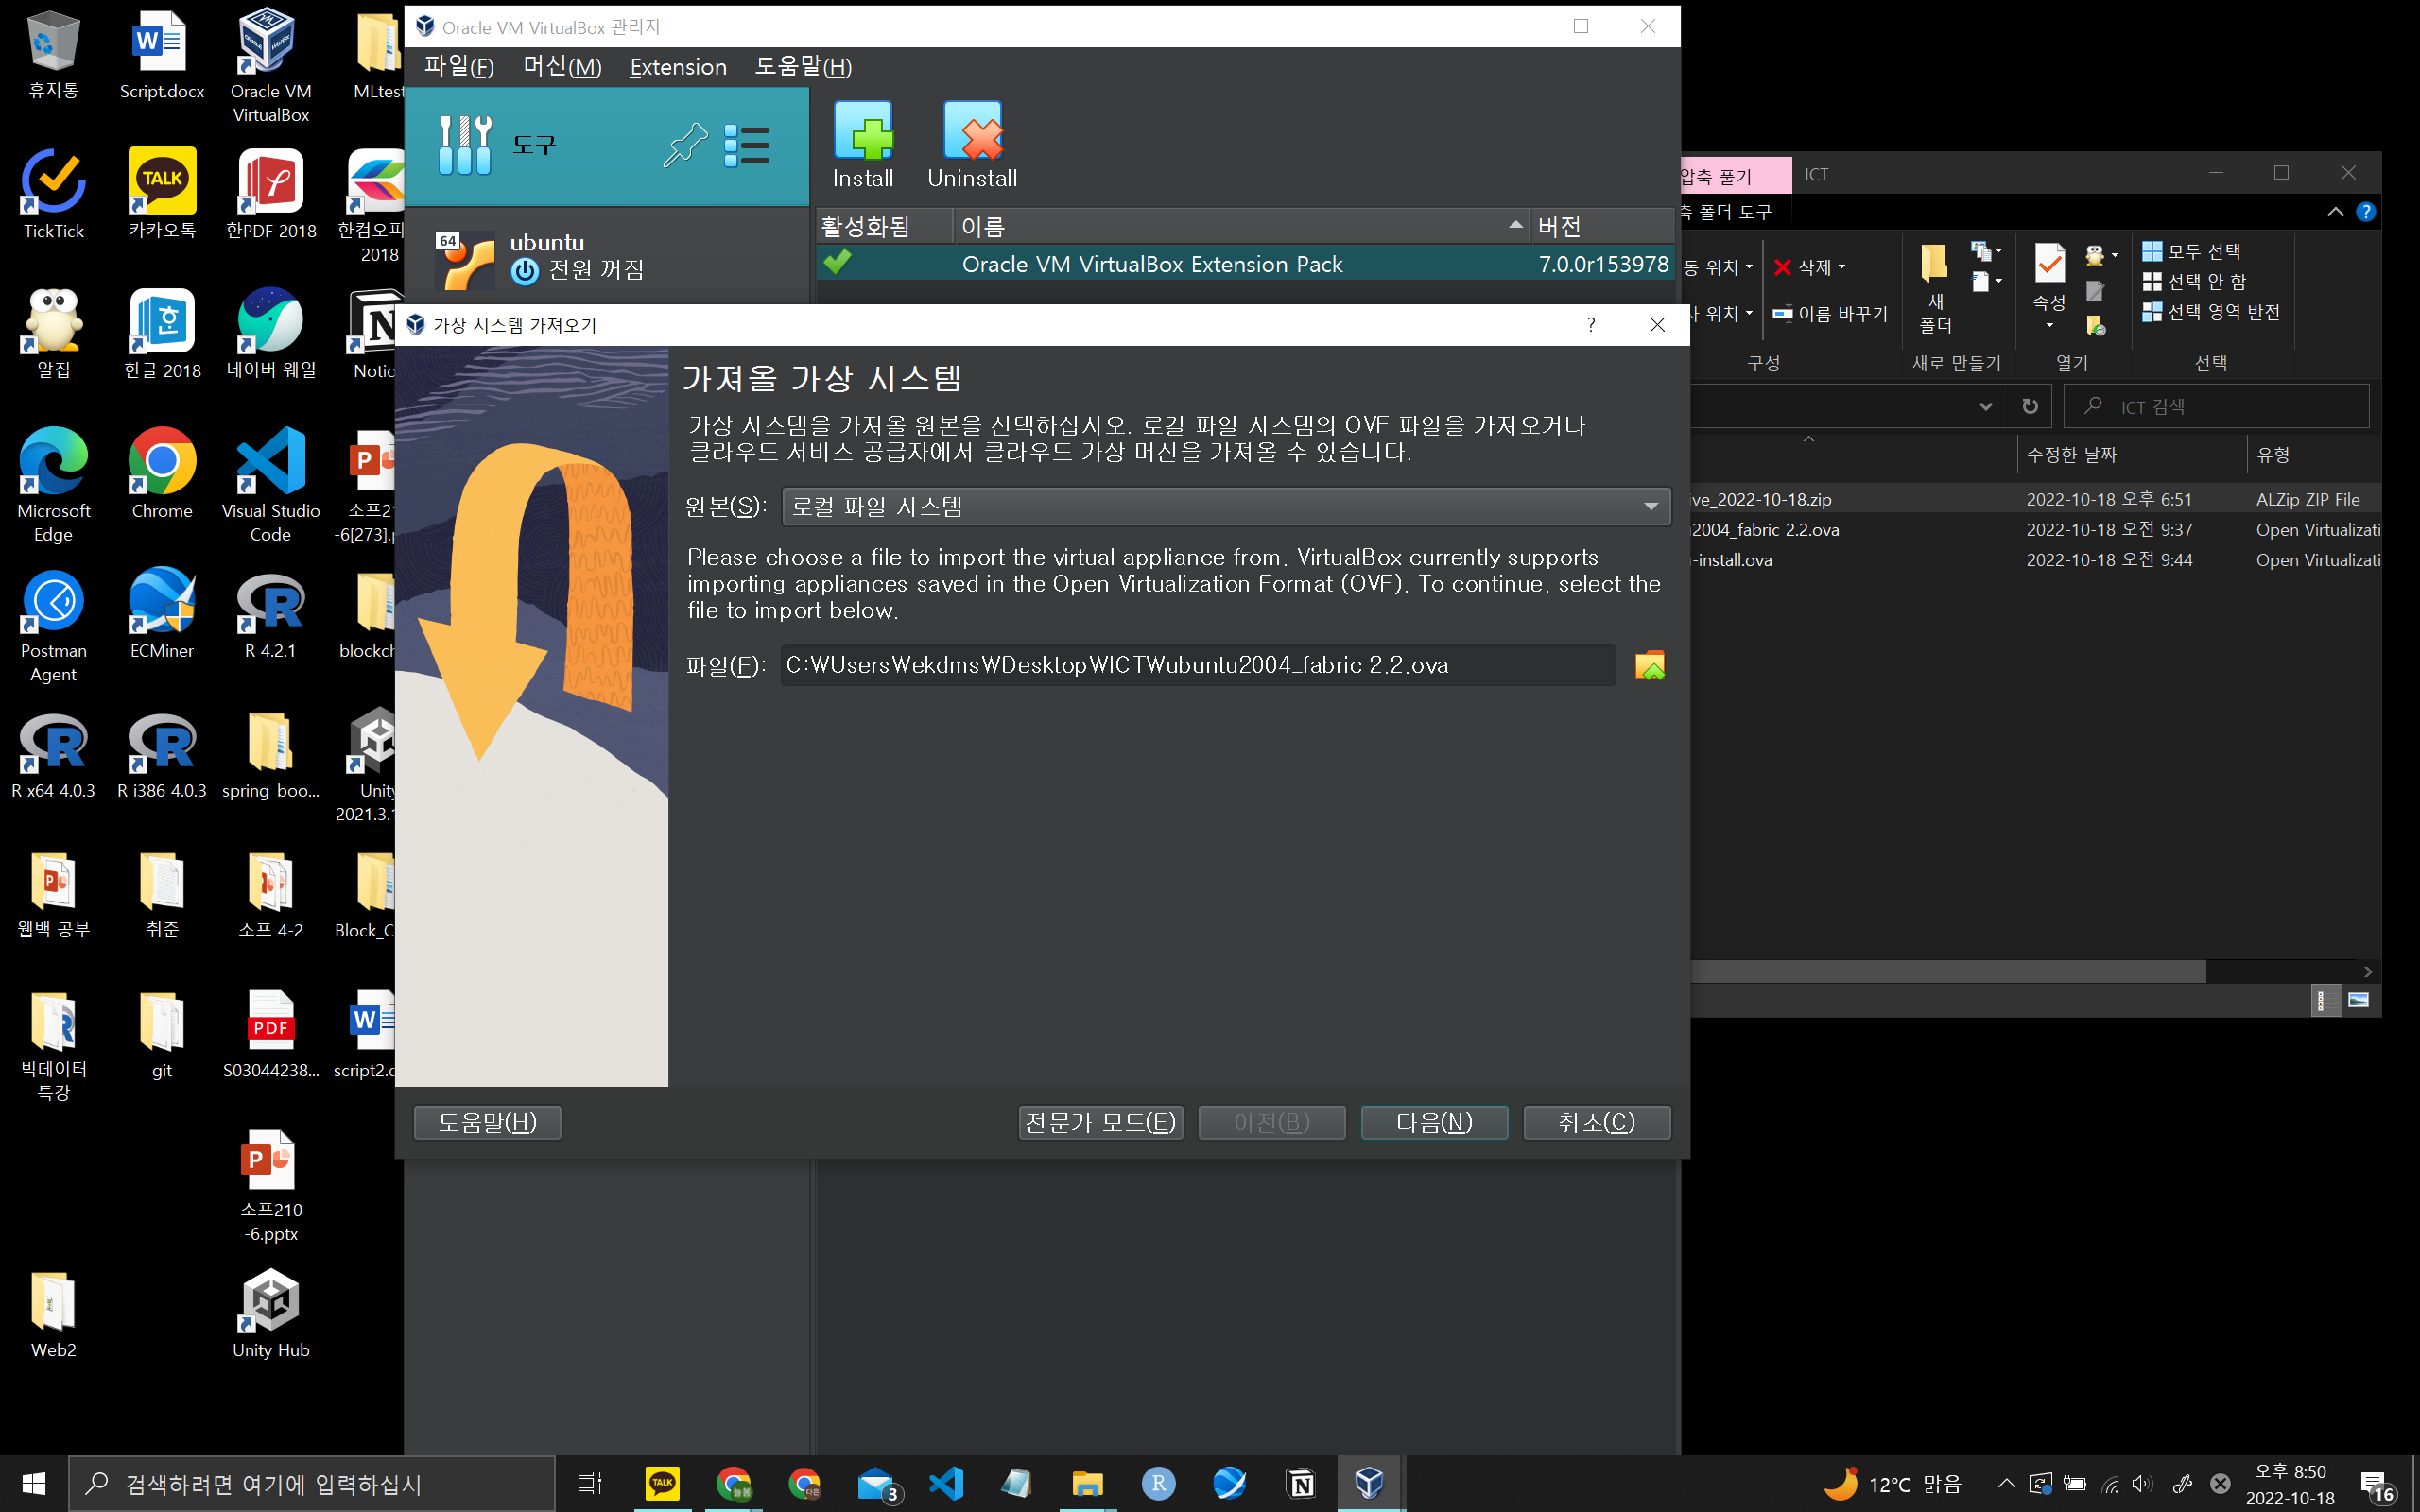 휴지통
Script.docx
Oracle VM
VirtualBox
MLtest
TickTick
카카오톡
한PDF 2018
한컴오피
2018
알집
한글 2018
네이버 웨일
Notic
Microsoft
Edge
Chrome
Visual Studio
Code
소프21
-6[273].p
Postman
Agent
ECMiner
R 4.2.1
blockch
R x64 4.0.3
R i386 4.0.3
spring_boo...
Unity
2021.3.1
웹백 공부
취준
소프 4-2
Block_C
빅데이터
특강
git
S03044238...
script2.d
소프210
-6.pptx
Web2
Unity Hub
Oracle VM VirtualBox 관리자
파일(F) 머신(M) Extension 도움말(H)
도구
Install
Uninstall
64
ubuntu
전원 꺼짐
활성화됨 이름 버전
Oracle VM VirtualBox Extension Pack 7.0.0r153978
가상 시스템 가져오기
?
가져올 가상 시스템
가상 시스템을 가져올 원본을 선택하십시오. 로컬 파일 시스템의 OVF 파일을 가져오거나
클라우드 서비스 공급자에서 클라우드 가상 머신을 가져올 수 있습니다.
원본(S): 로컬 파일 시스템
Please choose a file to import the virtual appliance from. VirtualBox currently supports
importing appliances saved in the Open Virtualization Format (OVF). To continue, select the
file to import below.
파일(F): C:₩Users₩ekdms₩Desktop₩ICT₩ubuntu2004_fabric 2.2.ova
도움말(H) 전문가 모드(E) 이전(B) 다음(N) 취소(C)
압축 풀기 ICT
축 폴더 도구
동 위치
삭제
사 위치
이름 바꾸기
구성
새
폴더
새로 만들기
속성
열기
모두 선택
선택 안 함
선택 영역 반전
선택
ICT 검색
수정한 날짜 유형
ive_2022-10-18.zip 2022-10-18 오후 6:51 ALZip ZIP File
2004_fabric 2.2.ova 2022-10-18 오전 9:37 Open Virtualizati
-install.ova 2022-10-18 오전 9:44 Open Virtualizati
검색하려면 여기에 입력하십시
TALK
3
12°C 맑음
오후 8:50
2022-10-18
16